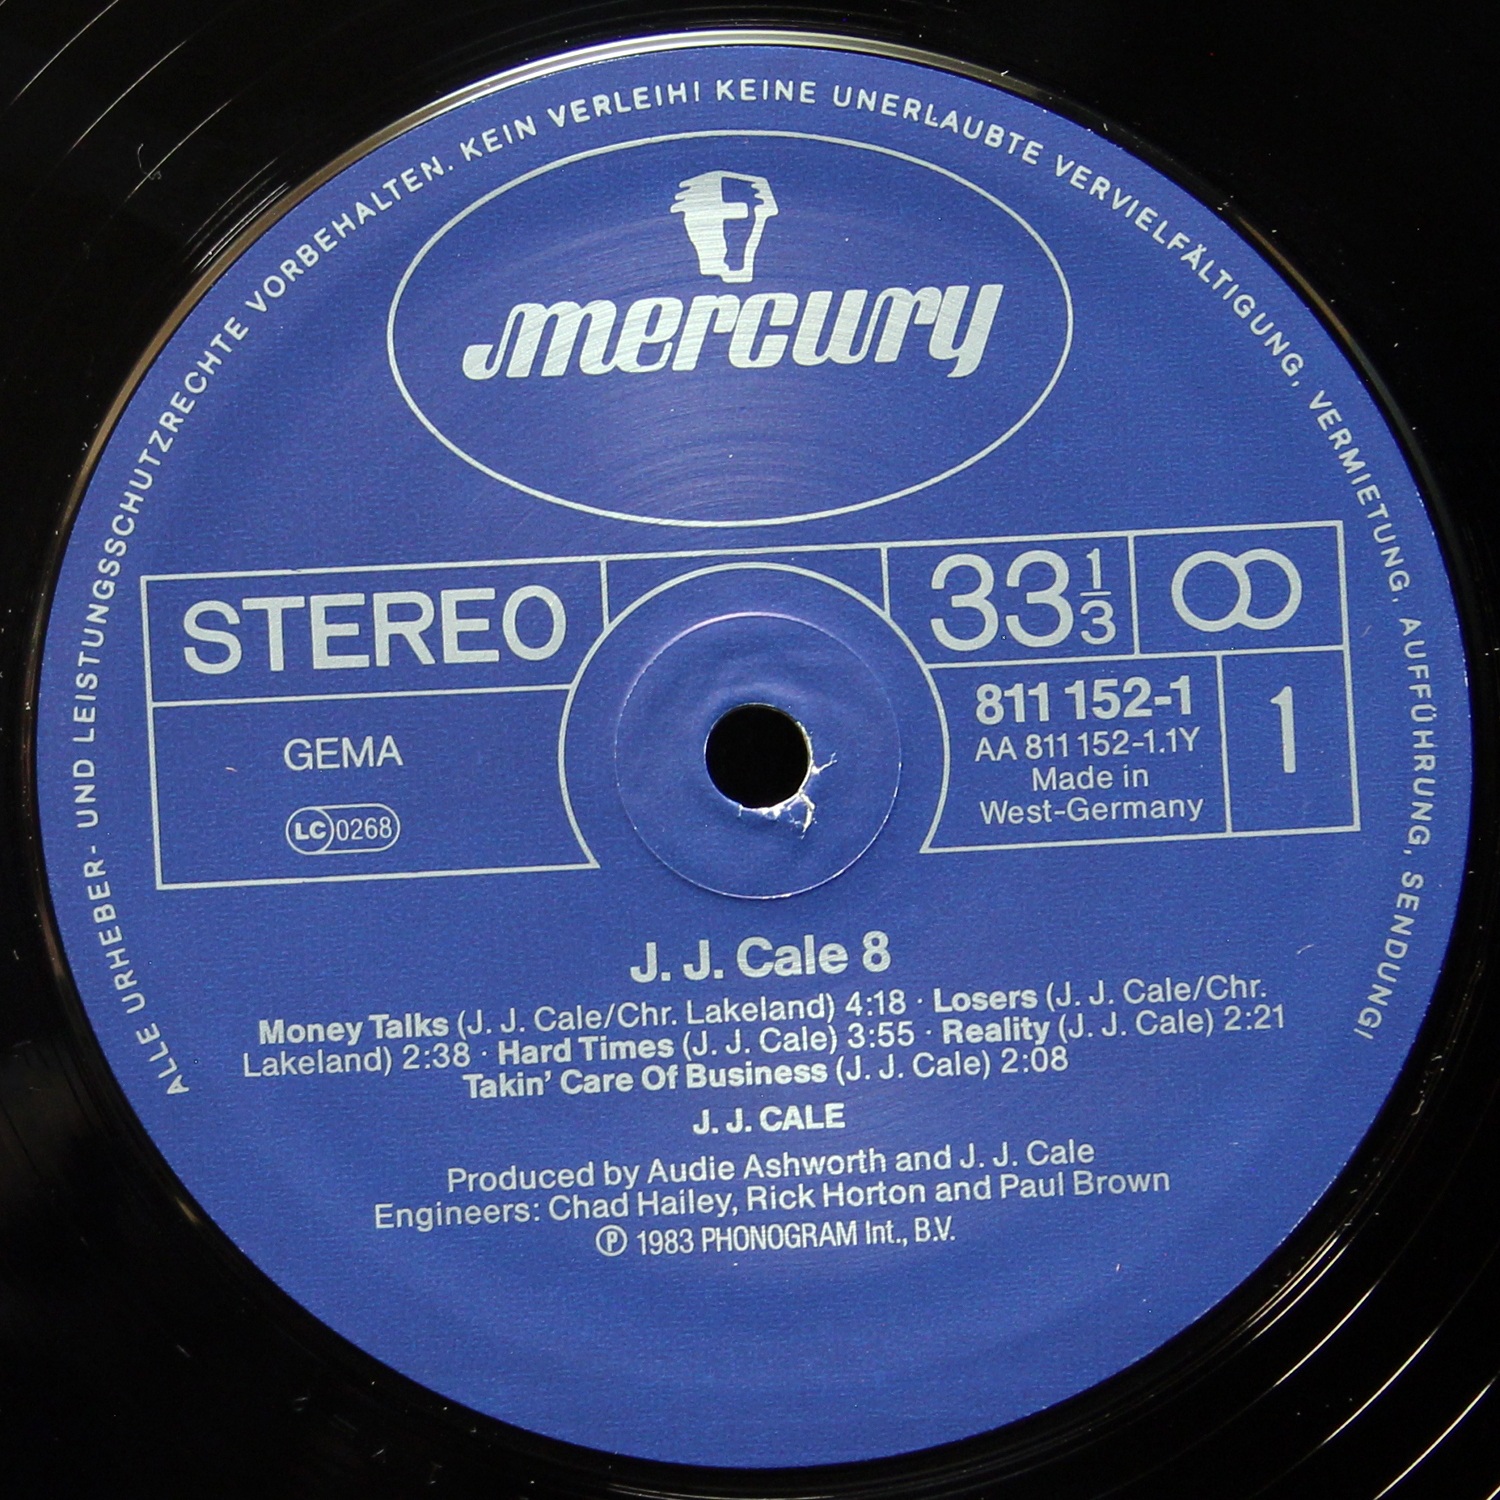 ALLE URHEBER- UND LEISTUNGSSCHUTZRECHTE VORBEHALTEN. KEIN VERLEIH! KEINE UNERLAUBTE VERVIELFÄLTIGUNG, VERMIETUNG, AUFFÜHRUNG, SENDUNG!
mercury
STEREO
33 1/3
GEMA
LC 0268
811 152-1
AA 811 152-1.1Y
Made in
West-Germany
1
J. J. Cale 8
Money Talks (J. J. Cale/Chr. Lakeland) 4:18 · Losers (J. J. Cale/Chr.
Lakeland) 2:38 · Hard Times (J. J. Cale) 3:55 · Reality (J. J. Cale) 2:21
Takin' Care Of Business (J. J. Cale) 2:08
J. J. CALE
Produced by Audie Ashworth and J. J. Cale
Engineers: Chad Hailey, Rick Horton and Paul Brown
℗ 1983 PHONOGRAM Int., B.V.